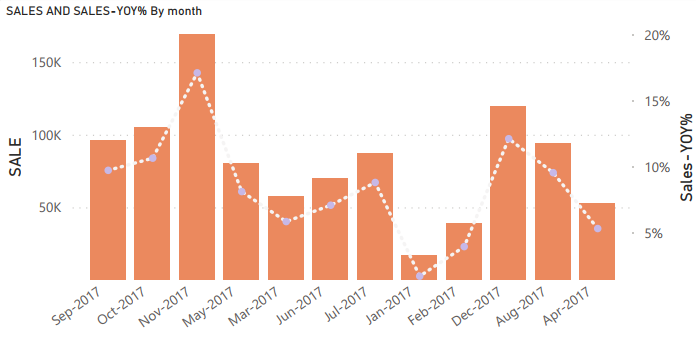 SALES AND SALES-YOY% By month
SALE
150K
100K
50K
20%
15%
10%
5%
Sales - YOY%
Sep-2017
Oct-2017
Nov-2017
May-2017
Mar-2017
Jun-2017
Jul-2017
Jan-2017
Feb-2017
Dec-2017
Aug-2017
Apr-2017